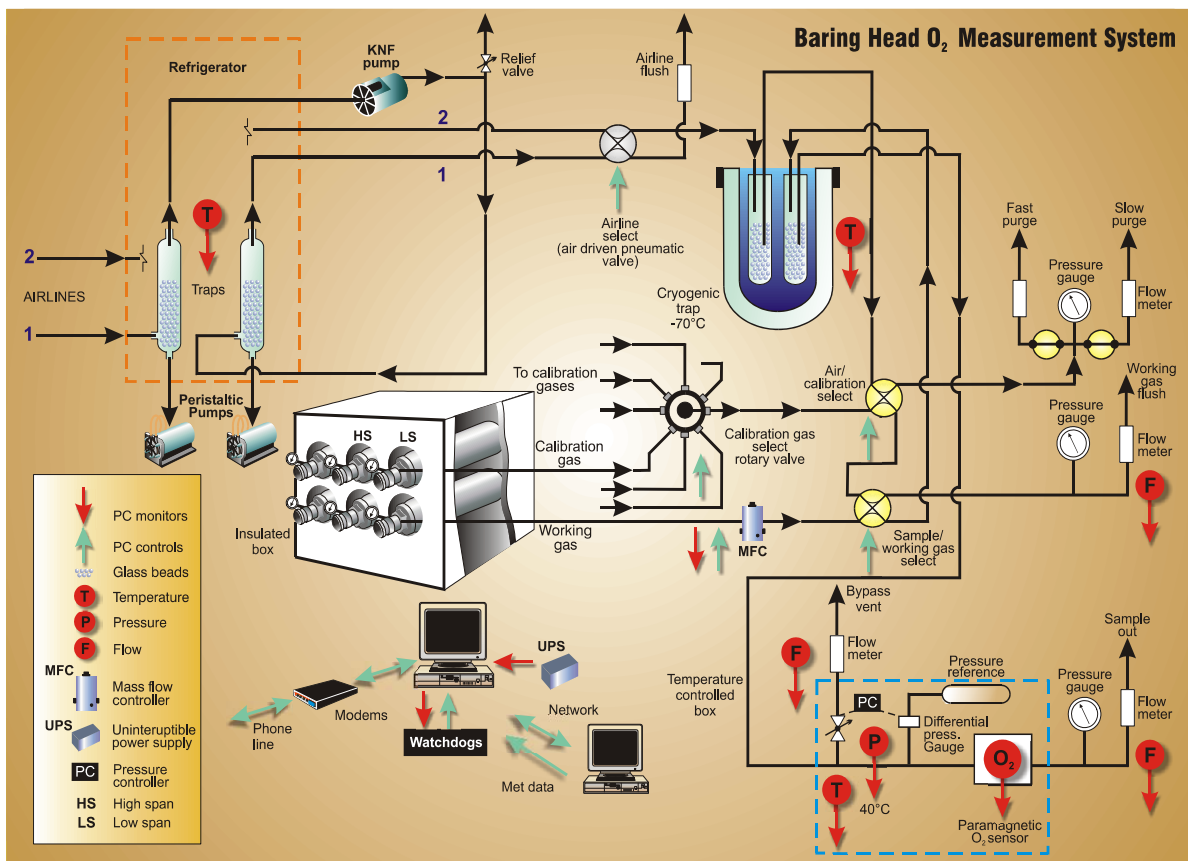 Baring Head O2 Measurement System
KNF
pump
Refrigerator
Relief
valve
Airline
flush
2
1
T
Traps
2
AIRLINES
1
Airline
select
(air driven pneumatic
valve)
T
Cryogenic
trap
-70°C
Fast
purge
Slow
purge
Pressure
gauge
Flow
meter
Peristaltic
Pumps
To calibration
gases
Air/
calibration
select
Working
gas
flush
Pressure
gauge
Flow
meter
F
HS
LS
Calibration
gas
Calibration gas
select
rotary valve
Insulated
box
Working
gas
MFC
Sample/
working gas
select
PC monitors
PC controls
Glass beads
T
Temperature
P
Pressure
F
Flow
MFC
Mass flow
controller
UPS
Uninteruptible
power supply
PC
Pressure
controller
HS
High span
LS
Low span
UPS
Modems
Phone
line
Watchdogs
Network
Met data
Bypass
vent
Flow
meter
F
Temperature
controlled
box
Pressure
reference
PC
Differential
press.
Gauge
P
T
40°C
O2
Paramagnetic
O2 sensor
Pressure
gauge
Sample
out
Flow
meter
F